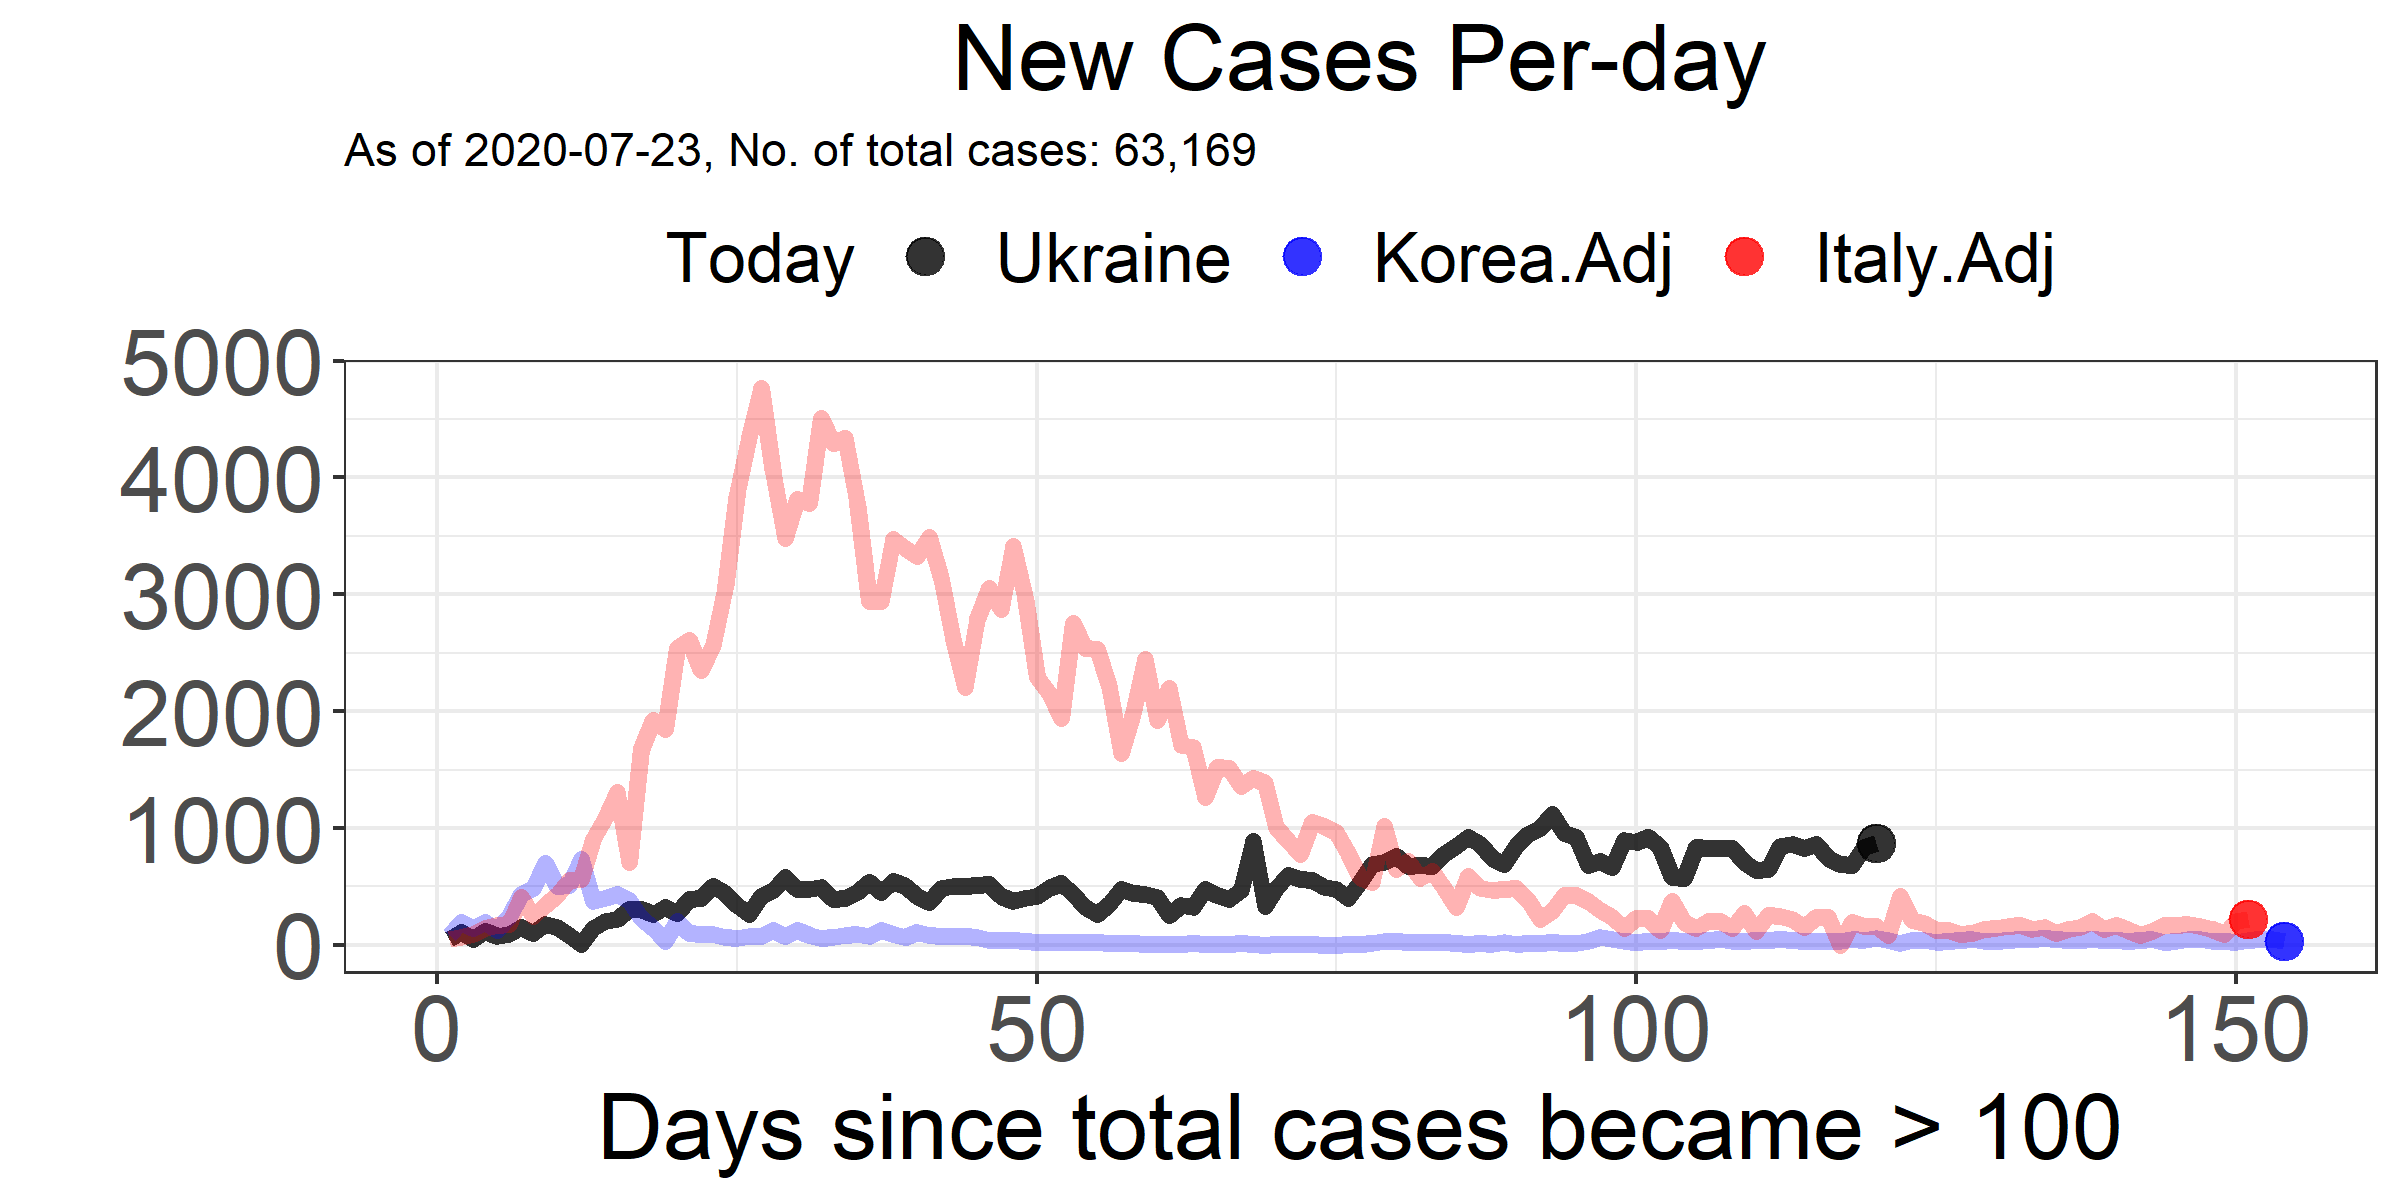 New Cases Per-day
As of 2020-07-23, No. of total cases: 63,169
Today Ukraine Korea.Adj Italy.Adj
5000
4000
3000
2000
1000
0
0 50 100 150
Days since total cases became > 100